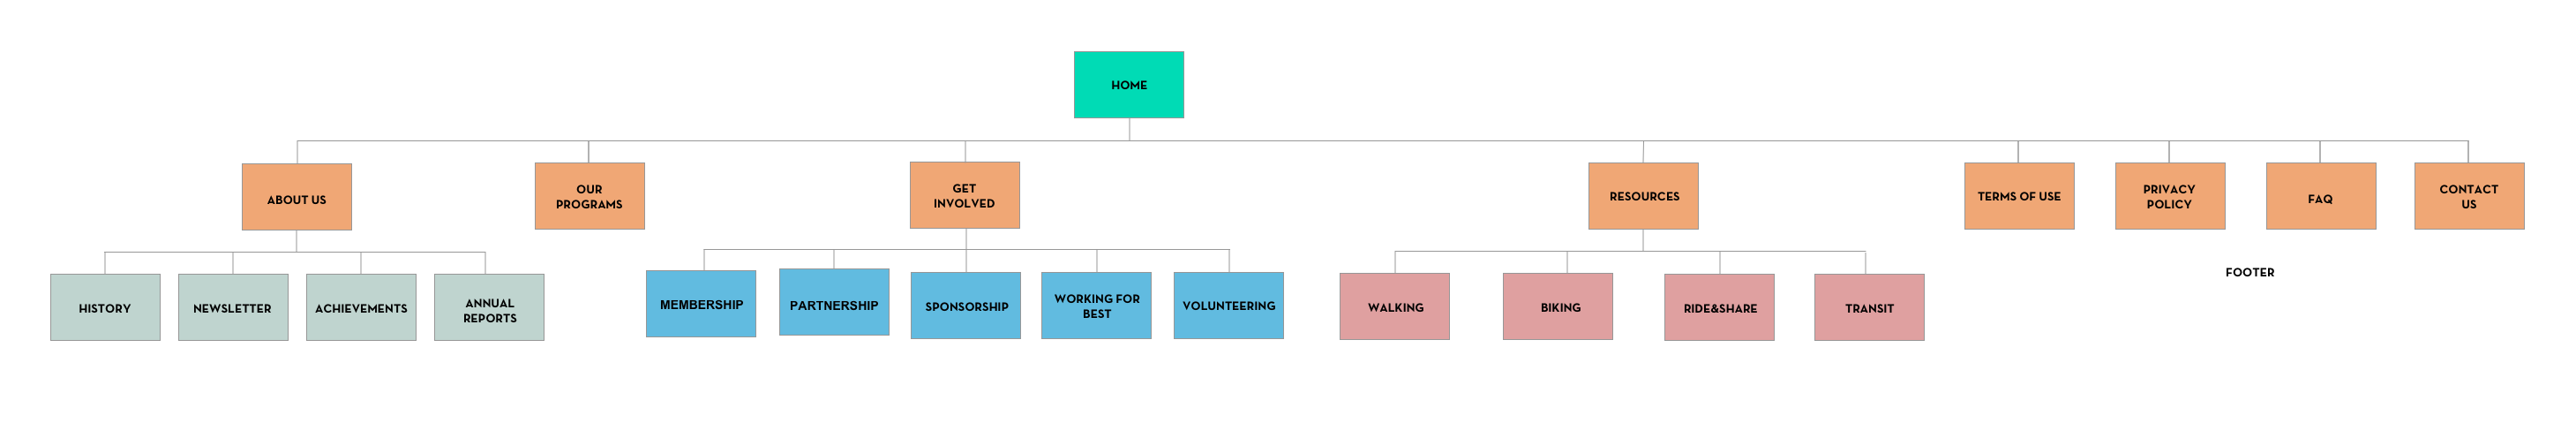 HOME
ABOUT US
OUR
PROGRAMS
GET
INVOLVED
RESOURCES
TERMS OF USE
PRIVACY
POLICY
FAQ
CONTACT
US
HISTORY
NEWSLETTER
ACHIEVEMENTS
ANNUAL
REPORTS
MEMBERSHIP
PARTNERSHIP
SPONSORSHIP
WORKING FOR
BEST
VOLUNTEERING
WALKING
BIKING
RIDE&SHARE
TRANSIT
FOOTER